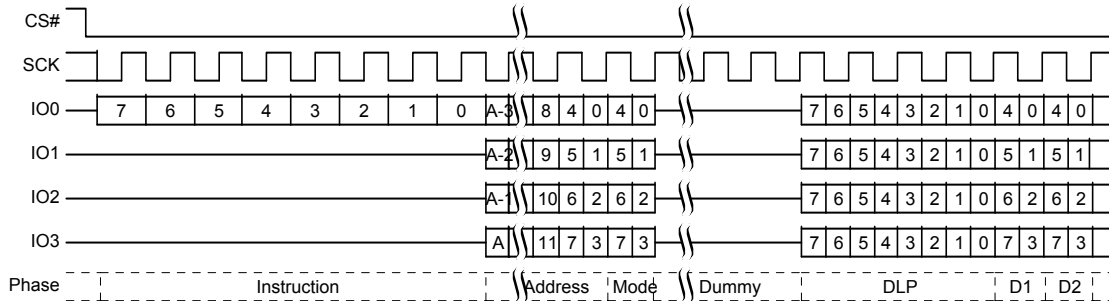 CS#
SCK
IO0 7 6 5 4 3 2 1 0 A-3 8 4 0 4 0 7 6 5 4 3 2 1 0 4 0 4 0
IO1 A-2 9 5 1 5 1 7 6 5 4 3 2 1 0 5 1 5 1
IO2 A-1 10 6 2 6 2 7 6 5 4 3 2 1 0 6 2 6 2
IO3 A 11 7 3 7 3 7 6 5 4 3 2 1 0 7 3 7 3
Phase Instruction Address Mode Dummy DLP D1 D2